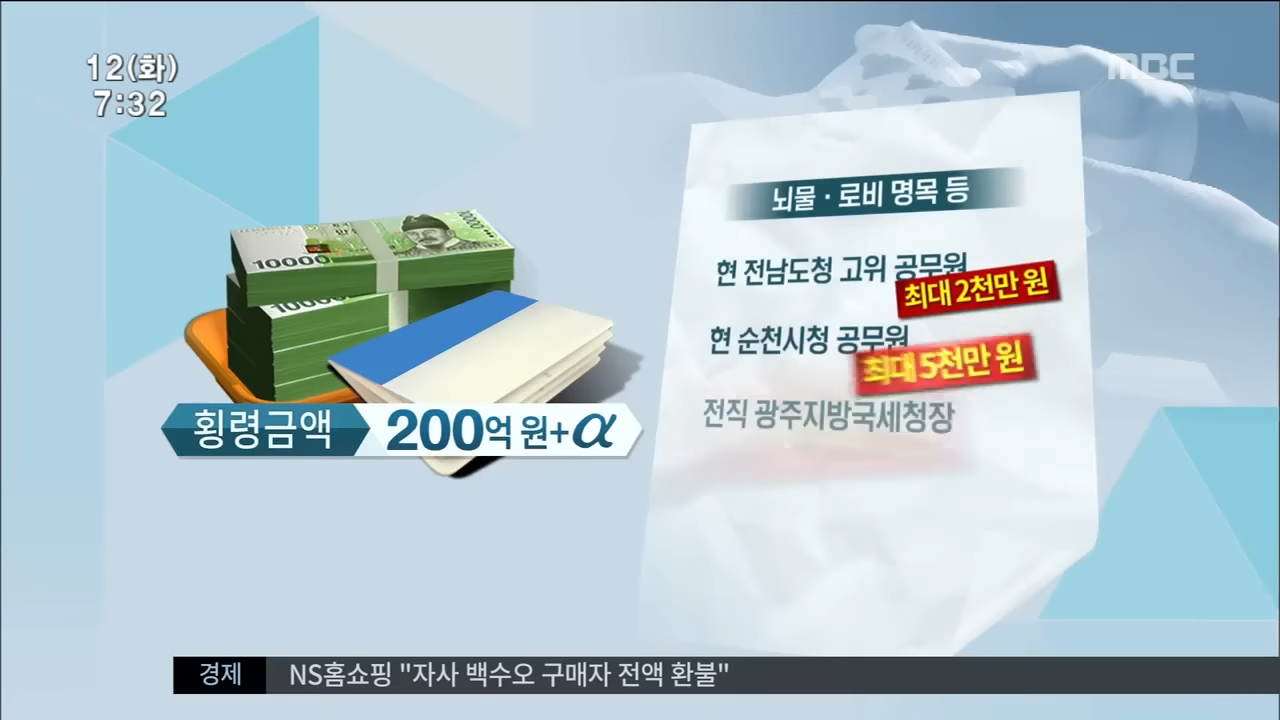 12(화)
7:32
MBC
뇌물·로비 명목 등
현 전남도청 고위 공무원
최대 2천만 원
현 순천시청 공무원
최대 5천만 원
전직 광주지방국세청장
10000
횡령금액 200억 원+α
경제 NS홈쇼핑 "자사 백수오 구매자 전액 환불"